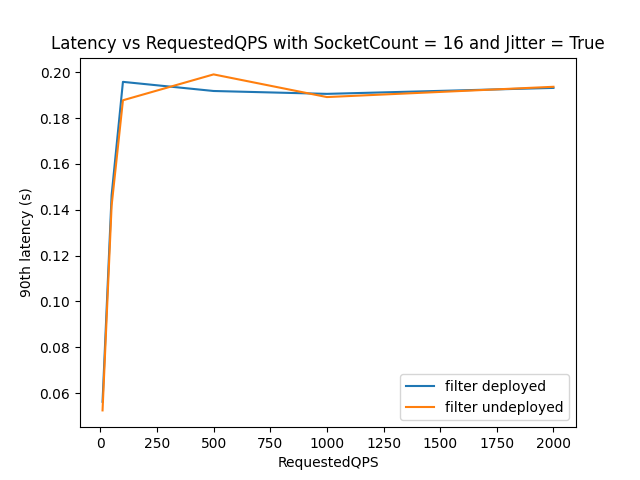 Latency vs RequestedQPS with SocketCount = 16 and Jitter = True
0.20
0.18
0.16
0.14
0.12
0.10
0.08
0.06
90th latency (s)
filter deployed
filter undeployed
0 250 500 750 1000 1250 1500 1750 2000
RequestedQPS